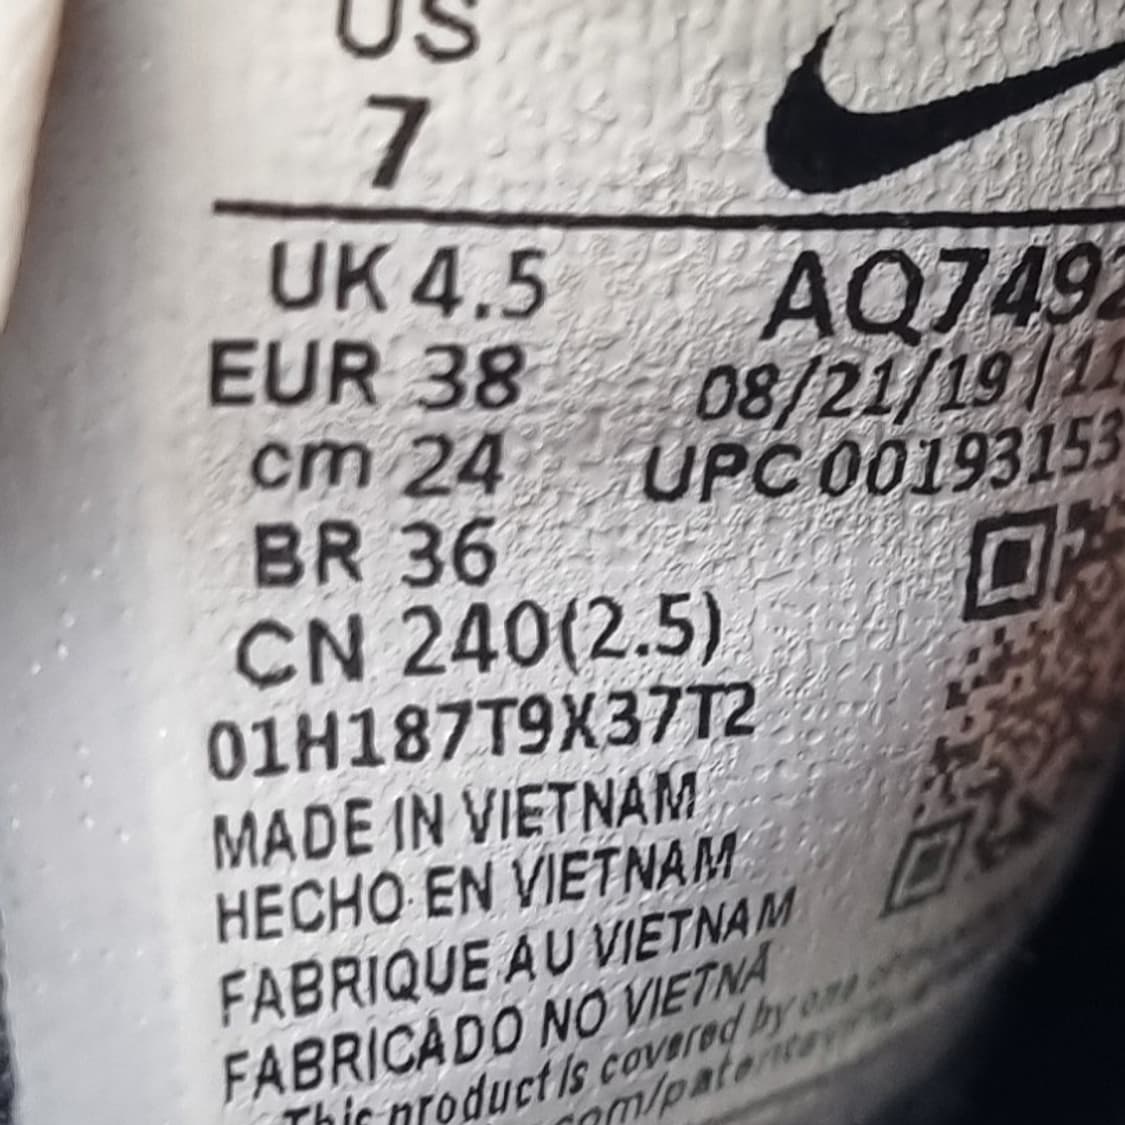 US
7
UK 4.5
EUR 38
cm 24
BR 36
CN 240(2.5)
01H187T9X37T2
MADE IN VIETNAM
HECHO EN VIETNAM
FABRIQUE AU VIETNAM
FABRICADO NO VIETNÃ
This product is covered by one
AQ7492
08/21/19 | 11
UPC 00193153